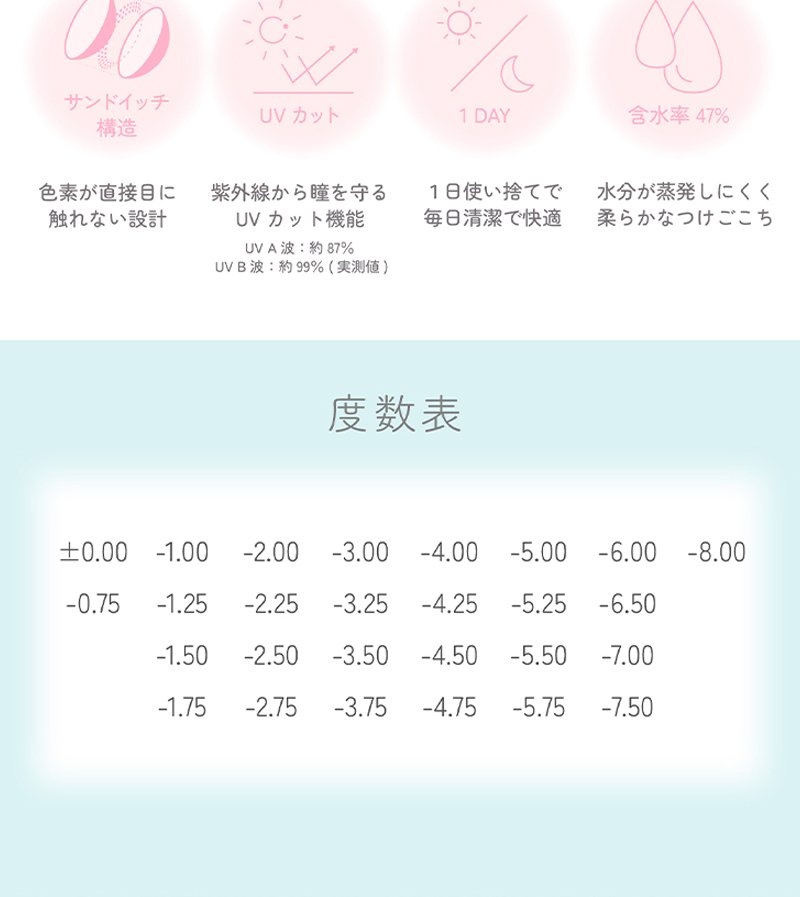 サンドイッチ
構造
UV カット
1 DAY
含水率 47%
色素が直接目に
触れない設計
紫外線から瞳を守る
UV カット機能
UV A 波：約 87%
UV B 波：約 99% ( 実測値 )
1日使い捨てで
毎日清潔で快適
水分が蒸発しにくく
柔らかなつけごこち
度数表
±0.00 -1.00 -2.00 -3.00 -4.00 -5.00 -6.00 -8.00
-0.75 -1.25 -2.25 -3.25 -4.25 -5.25 -6.50
-1.50 -2.50 -3.50 -4.50 -5.50 -7.00
-1.75 -2.75 -3.75 -4.75 -5.75 -7.50